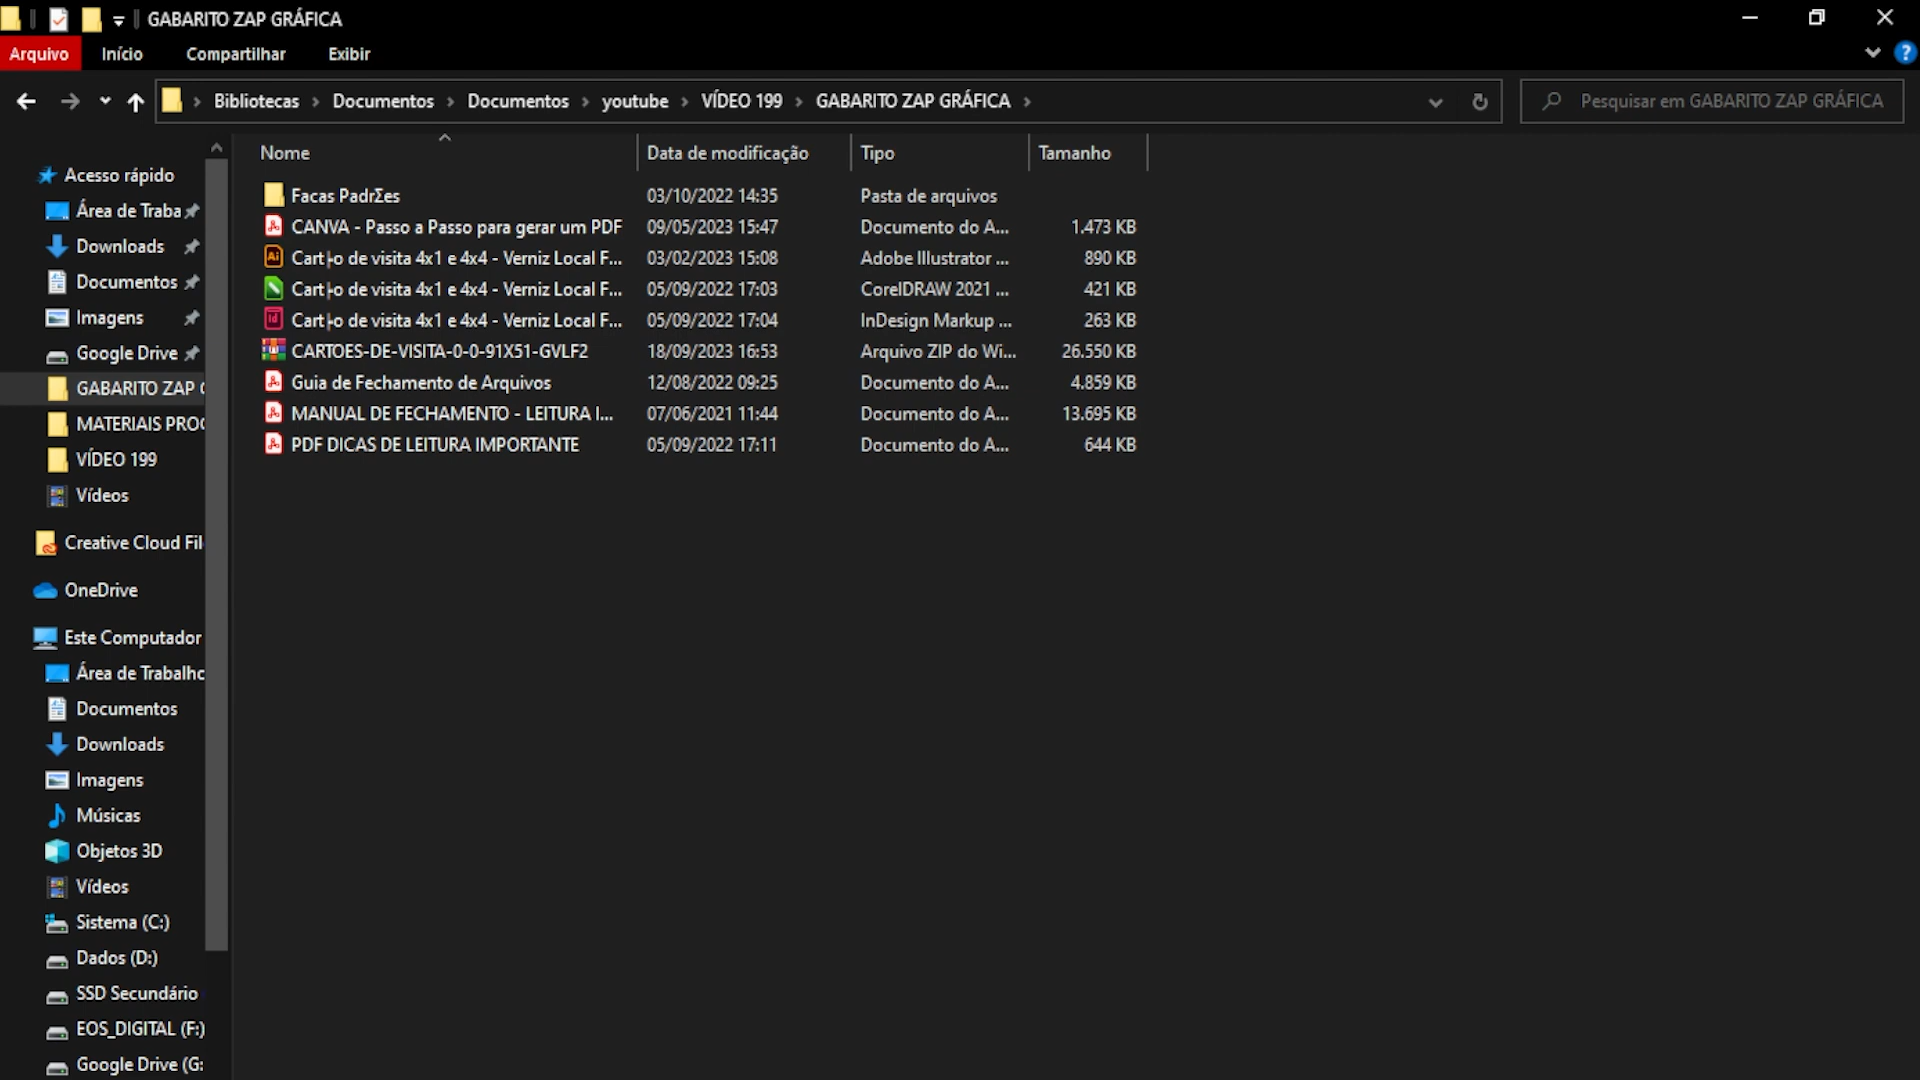 GABARITO ZAP GRÁFICA
Arquivo Início Compartilhar Exibir
Bibliotecas Documentos Documentos youtube VÍDEO 199 GABARITO ZAP GRÁFICA
Pesquisar em GABARITO ZAP GRÁFICA
Nome Data de modificação Tipo Tamanho
Facas PadrΣes 03/10/2022 14:35 Pasta de arquivos
CANVA - Passo a Passo para gerar um PDF 09/05/2023 15:47 Documento do A... 1.473 KB
Cart├o de visita 4x1 e 4x4 - Verniz Local F... 03/02/2023 15:08 Adobe Illustrator ... 890 KB
Cart├o de visita 4x1 e 4x4 - Verniz Local F... 05/09/2022 17:03 CorelDRAW 2021 ... 421 KB
Cart├o de visita 4x1 e 4x4 - Verniz Local F... 05/09/2022 17:04 InDesign Markup ... 263 KB
CARTOES-DE-VISITA-0-0-91X51-GVLF2 18/09/2023 16:53 Arquivo ZIP do Wi... 26.550 KB
Guia de Fechamento de Arquivos 12/08/2022 09:25 Documento do A... 4.859 KB
MANUAL DE FECHAMENTO - LEITURA I... 07/06/2021 11:44 Documento do A... 13.695 KB
PDF DICAS DE LEITURA IMPORTANTE 05/09/2022 17:11 Documento do A... 644 KB
Acesso rápido
Área de Traba
Downloads
Documentos
Imagens
Google Drive
GABARITO ZAP
MATERIAIS PRO
VÍDEO 199
Vídeos
Creative Cloud Fil
OneDrive
Este Computador
Área de Trabalho
Documentos
Downloads
Imagens
Músicas
Objetos 3D
Vídeos
Sistema (C:)
Dados (D:)
SSD Secundário
EOS_DIGITAL (F:)
Google Drive (G: